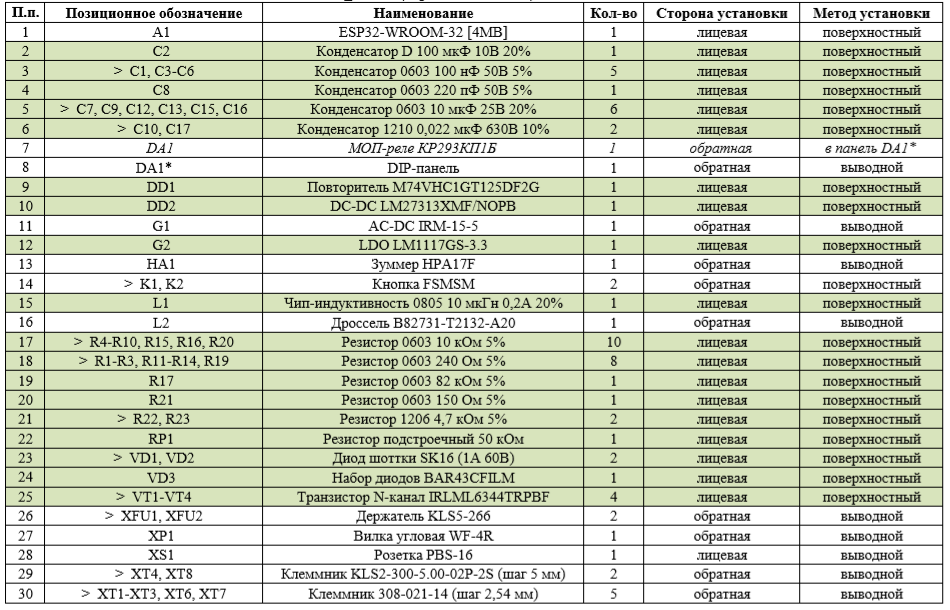 П.п. Позиционное обозначение Наименование Кол-во Сторона установки Метод установки
1 A1 ESP32-WROOM-32 [4MB] 1 лицевая поверхностный
2 C2 Конденсатор D 100 мкФ 10В 20% 1 лицевая поверхностный
3 > C1, C3-C6 Конденсатор 0603 100 нФ 50В 5% 5 лицевая поверхностный
4 C8 Конденсатор 0603 220 пФ 50В 5% 1 лицевая поверхностный
5 > C7, C9, C12, C13, C15, C16 Конденсатор 0603 10 мкФ 25В 20% 6 лицевая поверхностный
6 > C10, C17 Конденсатор 1210 0,022 мкФ 630В 10% 2 лицевая поверхностный
7 DA1 МОП-реле КР293КП1Б 1 обратная в панель DA1*
8 DA1* DIP-панель 1 обратная выводной
9 DD1 Повторитель M74VHC1GT125DF2G 1 лицевая поверхностный
10 DD2 DC-DC LM27313XMF/NOPB 1 лицевая поверхностный
11 G1 AC-DC IRM-15-5 1 обратная выводной
12 G2 LDO LM1117GS-3.3 1 лицевая поверхностный
13 HA1 Зуммер HPA17F 1 обратная выводной
14 > K1, K2 Кнопка FSMSM 2 обратная поверхностный
15 L1 Чип-индуктивность 0805 10 мкГн 0,2А 20% 1 лицевая поверхностный
16 L2 Дроссель B82731-T2132-A20 1 обратная выводной
17 > R4-R10, R15, R16, R20 Резистор 0603 10 кОм 5% 10 лицевая поверхностный
18 > R1-R3, R11-R14, R19 Резистор 0603 240 Ом 5% 8 лицевая поверхностный
19 R17 Резистор 0603 82 кОм 5% 1 лицевая поверхностный
20 R21 Резистор 0603 150 Ом 5% 1 лицевая поверхностный
21 > R22, R23 Резистор 1206 4,7 кОм 5% 2 лицевая поверхностный
22 RP1 Резистор подстроечный 50 кОм 1 лицевая поверхностный
23 > VD1, VD2 Диод шоттки SK16 (1А 60В) 2 лицевая поверхностный
24 VD3 Набор диодов BAR43CFILM 1 лицевая поверхностный
25 > VT1-VT4 Транзистор N-канал IRLML6344TRPBF 4 лицевая поверхностный
26 > XFU1, XFU2 Держатель KLS5-266 2 обратная выводной
27 XP1 Вилка угловая WF-4R 1 обратная выводной
28 XS1 Розетка PBS-16 1 лицевая выводной
29 > XT4, XT8 Клеммник KLS2-300-5.00-02P-2S (шаг 5 мм) 2 обратная выводной
30 > XT1-XT3, XT6, XT7 Клеммник 308-021-14 (шаг 2,54 мм) 5 обратная выводной